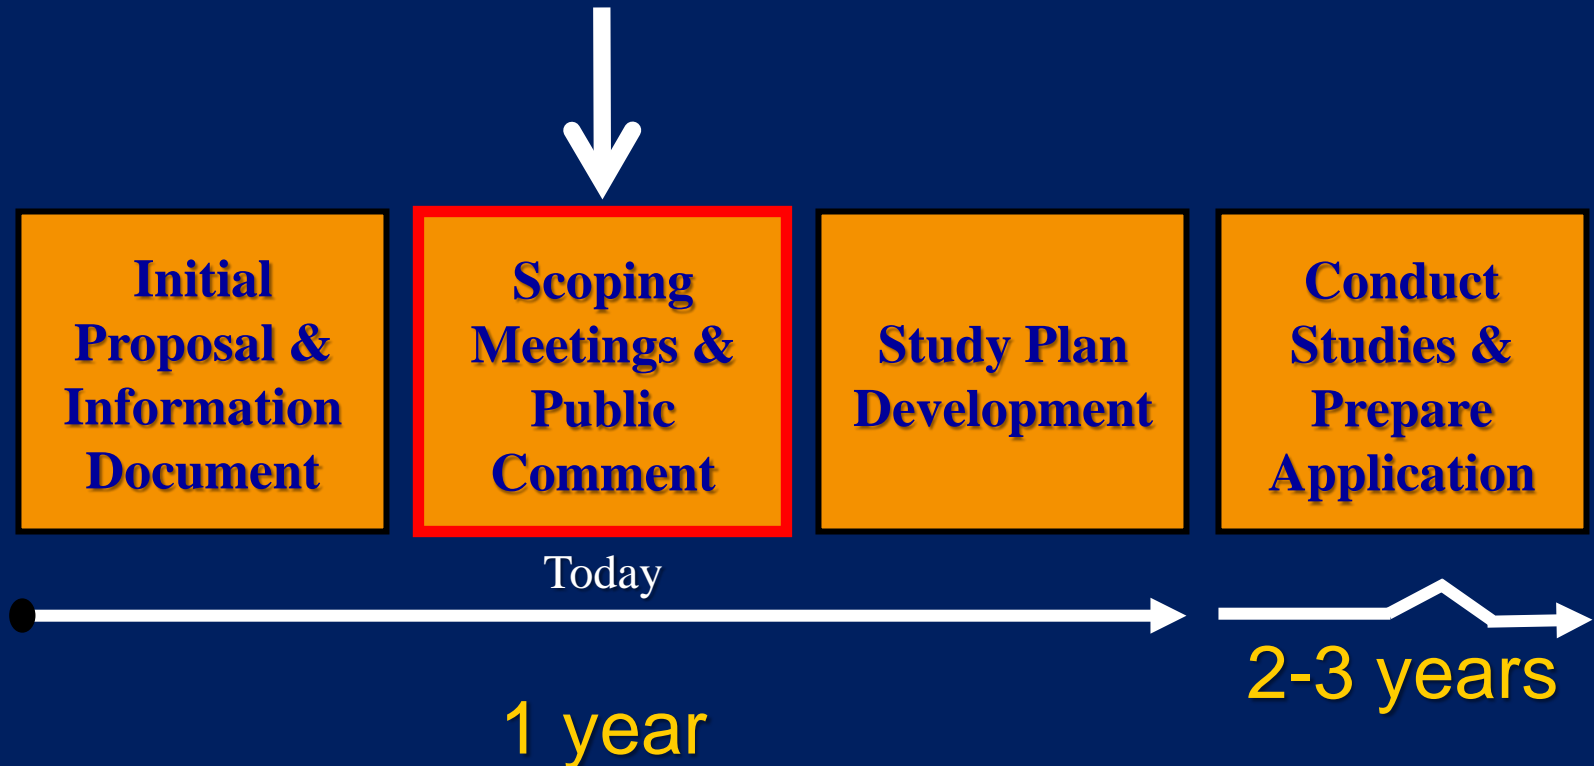 Initial
Proposal &
Information
Document
Scoping
Meetings &
Public
Comment
Study Plan
Development
Conduct
Studies &
Prepare
Application
Today
2-3 years
1 year